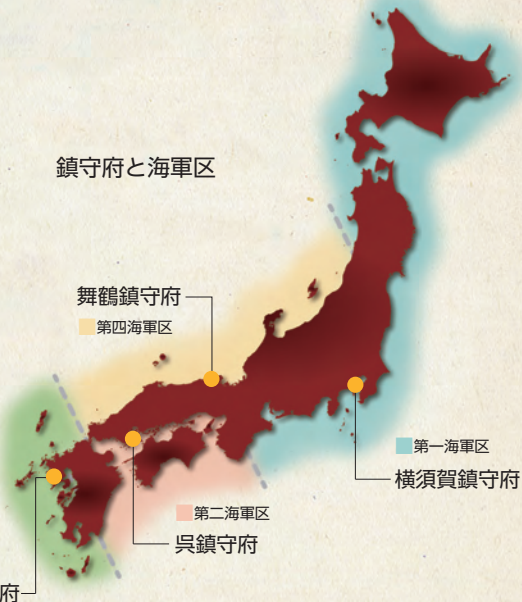 鎮守府と海軍区
舞鶴鎮守府
第四海軍区
第一海軍区
横須賀鎮守府
第二海軍区
呉鎮守府
府